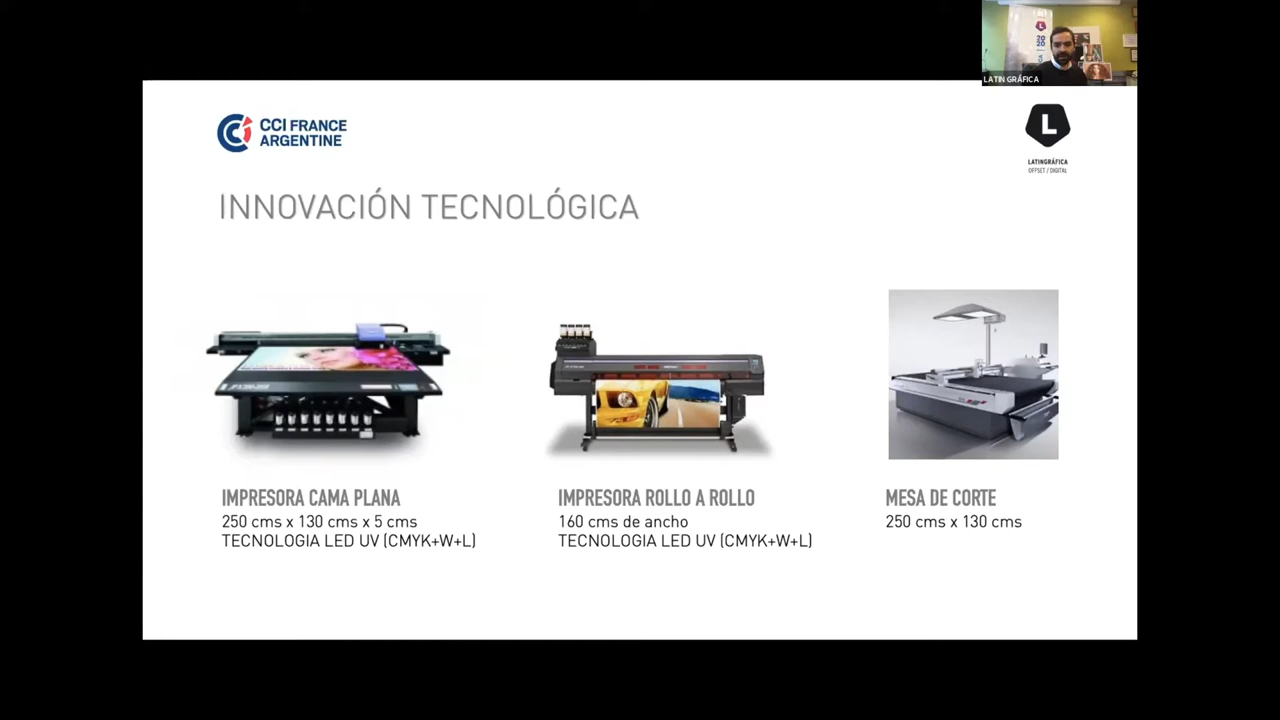 LATIN GRÁFICA
CCI FRANCE
ARGENTINE
L
LATINGRÁFICA
OFFSET / DIGITAL
INNOVACIÓN TECNOLÓGICA
IMPRESORA CAMA PLANA
250 cms x 130 cms x 5 cms
TECNOLOGIA LED UV (CMYK+W+L)
IMPRESORA ROLLO A ROLLO
160 cms de ancho
TECNOLOGIA LED UV (CMYK+W+L)
MESA DE CORTE
250 cms x 130 cms